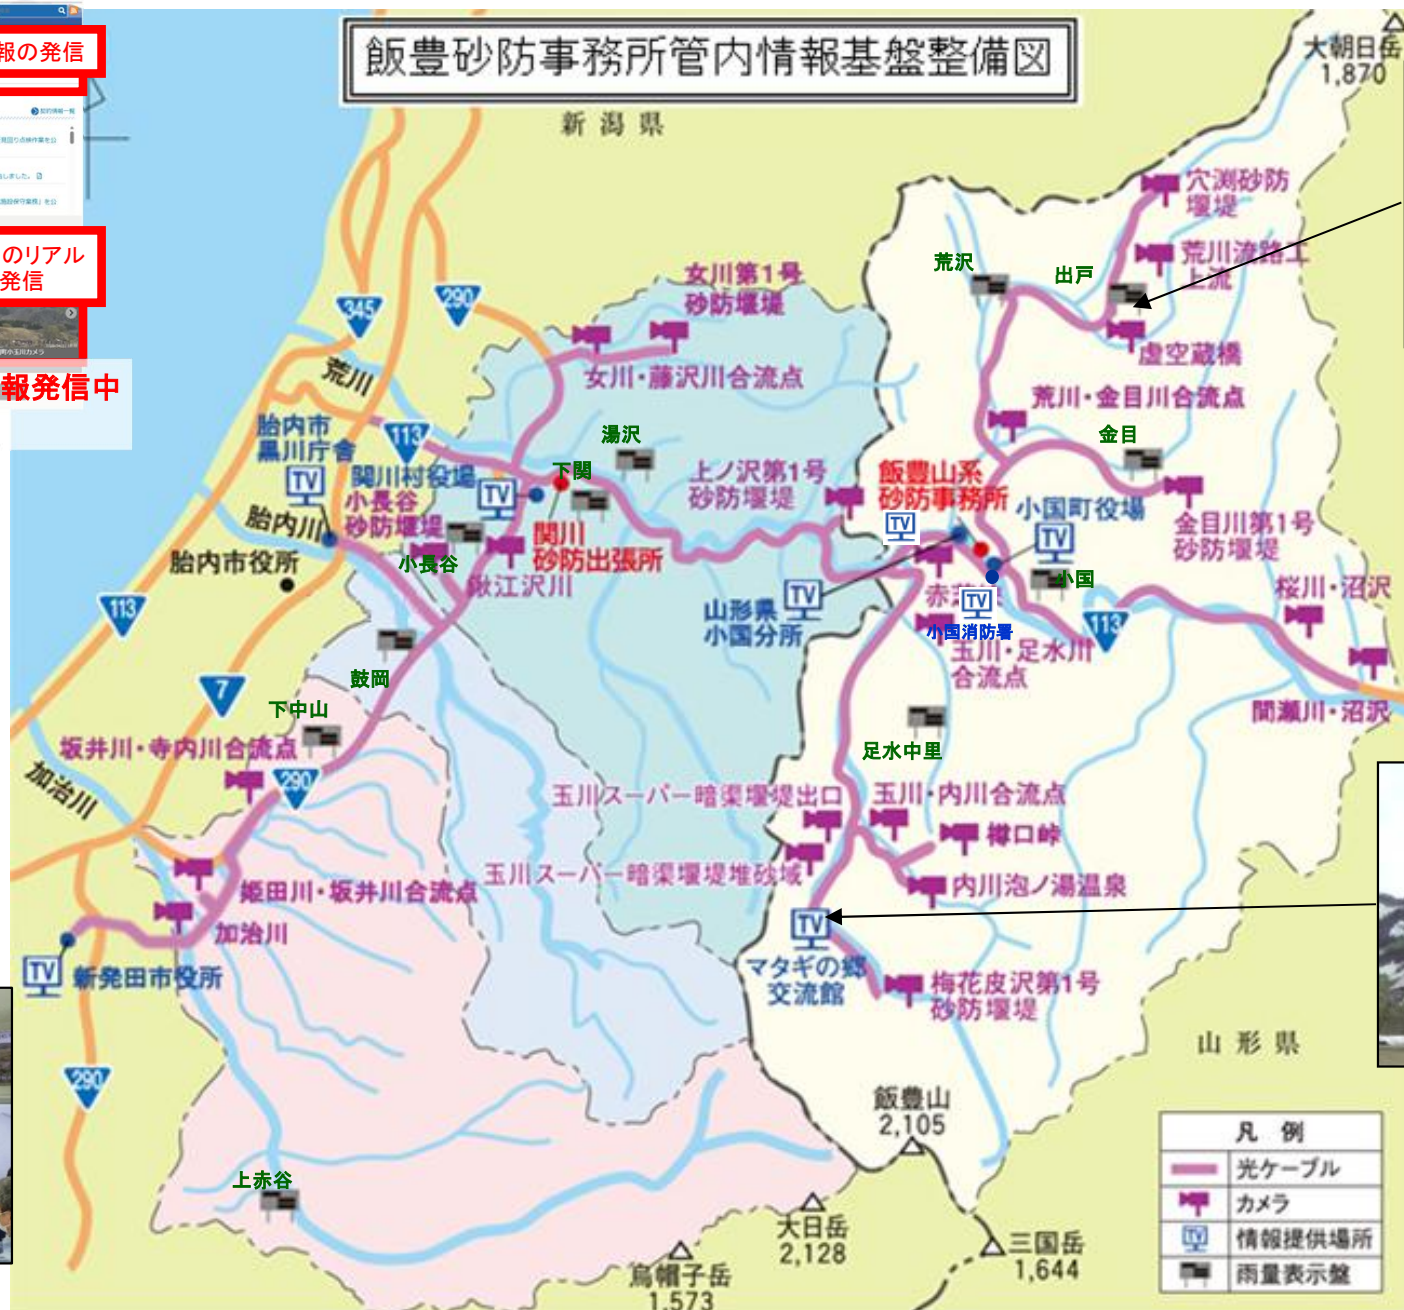 報の発信
契約情報一覧
のリアル
発信
報発信中
飯豊砂防事務所管内情報基盤整備図
新潟県
大朝日岳
1,870
穴渕砂防
堰堤
荒川流路工
上流
荒沢
出戸
虚空蔵橋
女川第1号
砂防堰堤
345
290
荒川
女川・藤沢川合流点
荒川・金目川合流点
胎内市
黒川庁舎
113
湯沢
金目
TV
関川村役場
TV
下関
上ノ沢第1号
砂防堰堤
飯豊山系
砂防事務所
小長谷
砂防堰堤
TV
小国町役場
TV
金目川第1号
砂防堰堤
胎内川
胎内市役所
関川
砂防出張所
小長谷
鍬江沢川
小国
桜川・沼沢
113
山形県
小国分所
TV
TV
小国消防署
113
玉川・足水川
合流点
鼓岡
7
下中山
間瀬川・沼沢
坂井川・寺内川合流点
足水中里
加治川
290
玉川スーパー暗渠堰堤出口
玉川・内川合流点
樽口峠
玉川スーパー暗渠堰堤堆砂域
内川泡ノ湯温泉
姫田川・坂井川合流点
加治川
TV
TV
新発田市役所
マタギの郷
交流館
梅花皮沢第1号
砂防堰堤
山形県
290
飯豊山
2,105
上赤谷
大日岳
2,128
三国岳
1,644
烏帽子岳
1,573
凡例
光ケーブル
カメラ
TV
情報提供場所
雨量表示盤